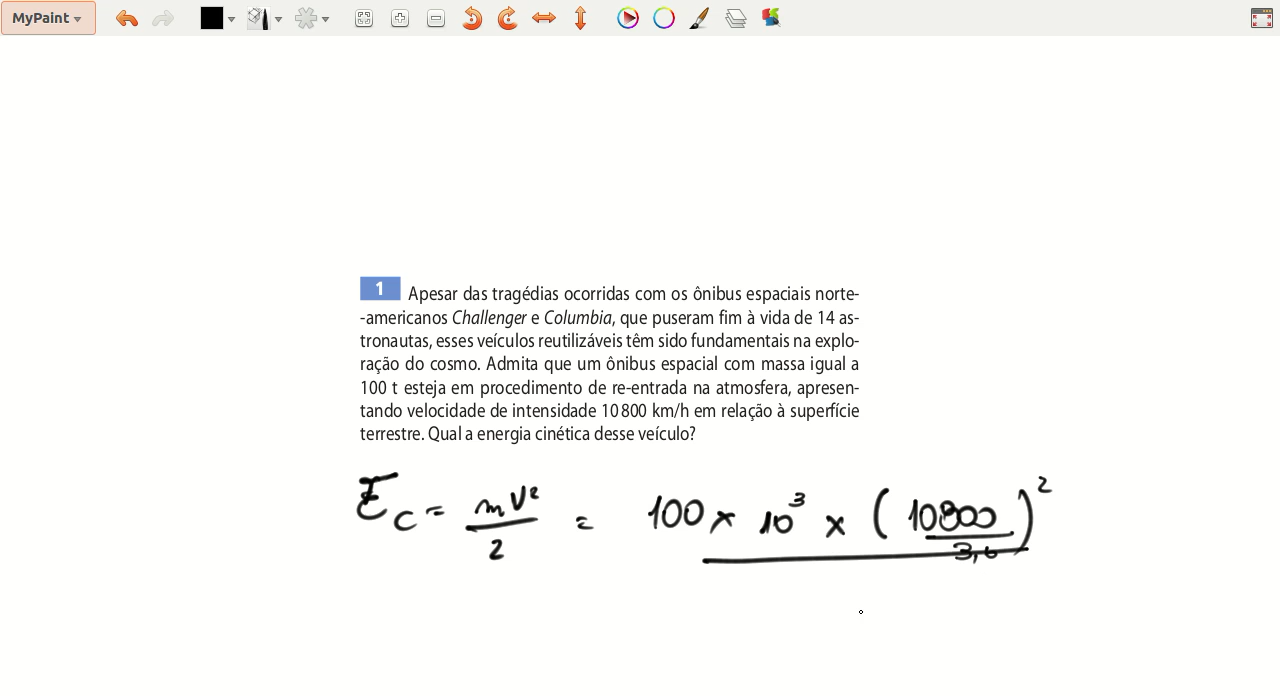 MyPaint
1 Apesar das tragédias ocorridas com os ônibus espaciais norte-
-americanos Challenger e Columbia, que puseram fim à vida de 14 as-
tronautas, esses veículos reutilizáveis têm sido fundamentais na explo-
ração do cosmo. Admita que um ônibus espacial com massa igual a
100 t esteja em procedimento de re-entrada na atmosfera, apresen-
tando velocidade de intensidade 10 800 km/h em relação à superfície
terrestre. Qual a energia cinética desse veículo?
Ec = mv²/2 = 100 × 10³ × (10800/3,6)²